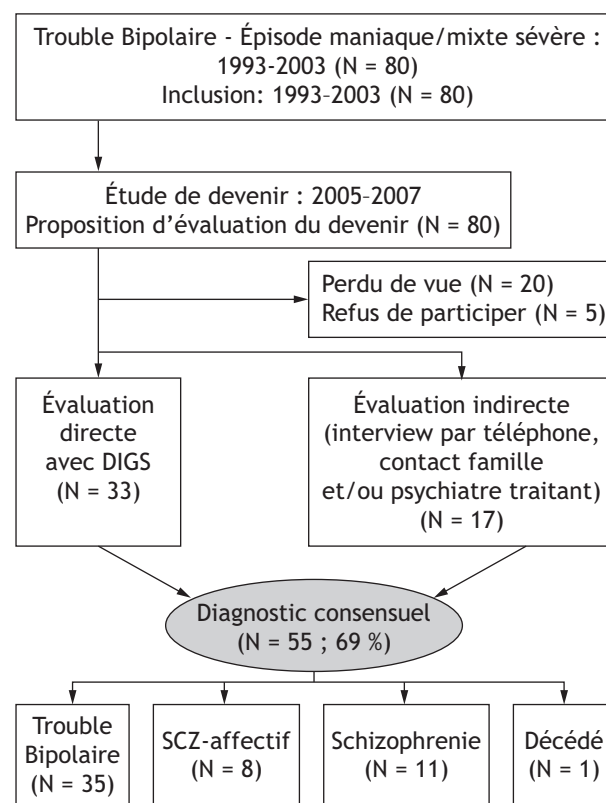 Trouble Bipolaire - Épisode maniaque/mixte sévère :
1993-2003 (N = 80)
Inclusion: 1993–2003 (N = 80)
Étude de devenir : 2005–2007
Proposition d’évaluation du devenir (N = 80)
Perdu de vue (N = 20)
Refus de participer (N = 5)
Évaluation
directe
avec DIGS
(N = 33)
Évaluation indirecte
(interview par téléphone,
contact famille
et/ou psychiatre traitant)
(N = 17)
Diagnostic consensuel
(N = 55 ; 69 %)
Trouble
Bipolaire
(N = 35)
SCZ-affectif
(N = 8)
Schizophrenie
(N = 11)
Décédé
(N = 1)